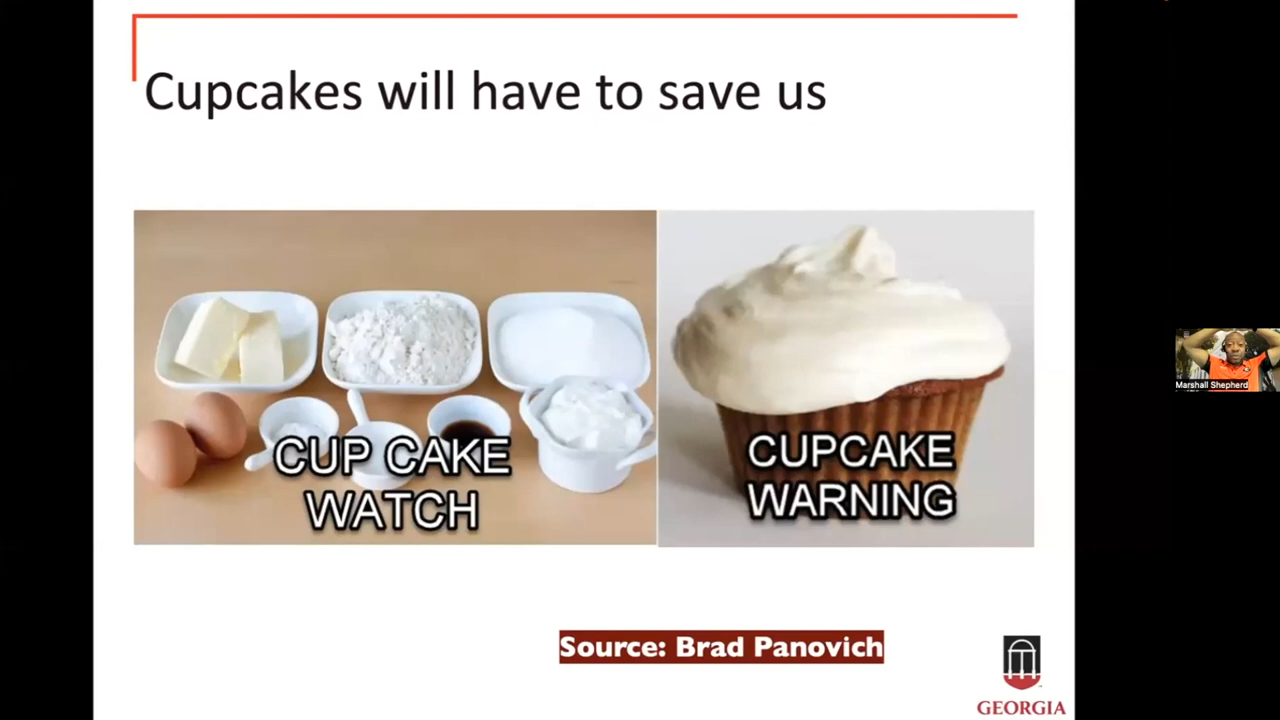 Cupcakes will have to save us
CUP CAKE
WATCH
CUPCAKE
WARNING
Marshall Shepherd
Source: Brad Panovich
GEORGIA